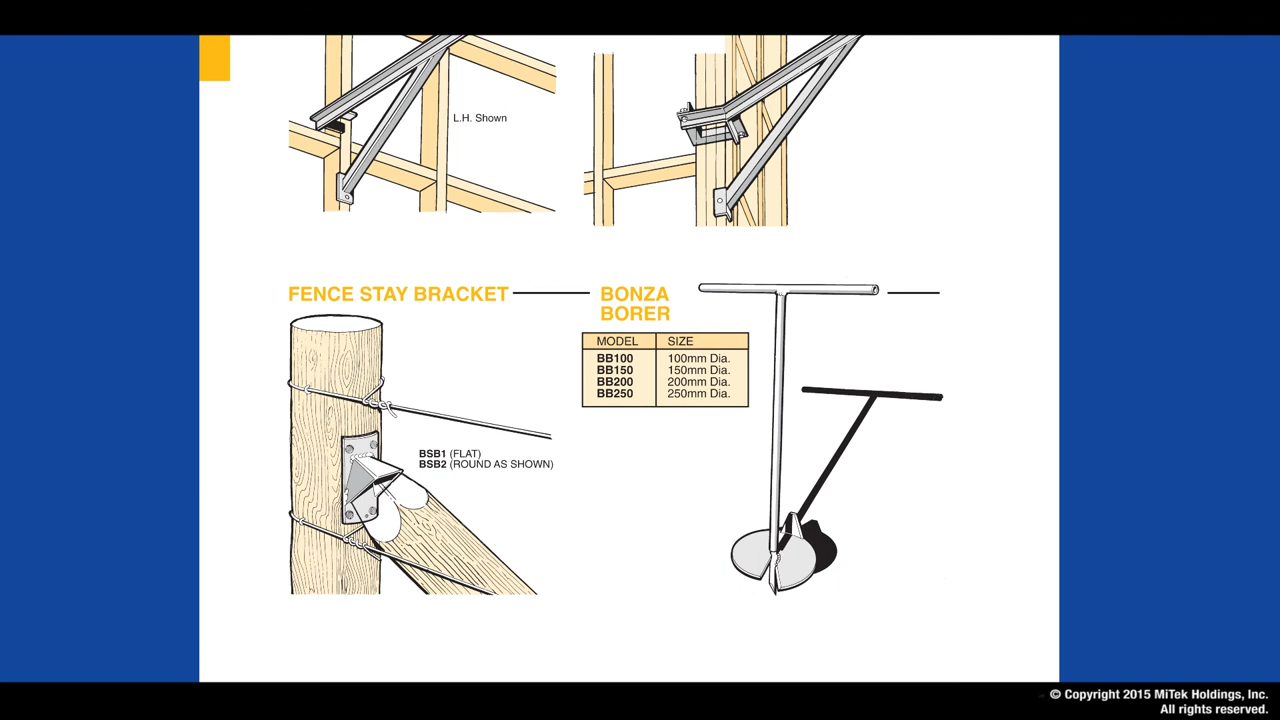 L.H. Shown
FENCE STAY BRACKET
BSB1 (FLAT)
BSB2 (ROUND AS SHOWN)
BONZA
BORER
MODEL SIZE
BB100 100mm Dia.
BB150 150mm Dia.
BB200 200mm Dia.
BB250 250mm Dia.
© Copyright 2015 MiTek Holdings, Inc.
All rights reserved.